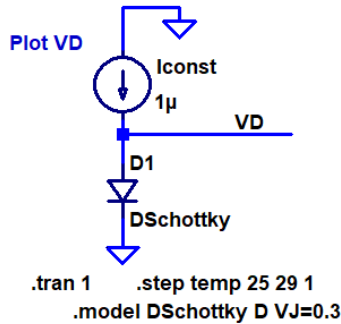 Plot VD
Iconst
1µ
VD
D1
DSchottky
.tran 1 .step temp 25 29 1
.model DSchottky D VJ=0.3